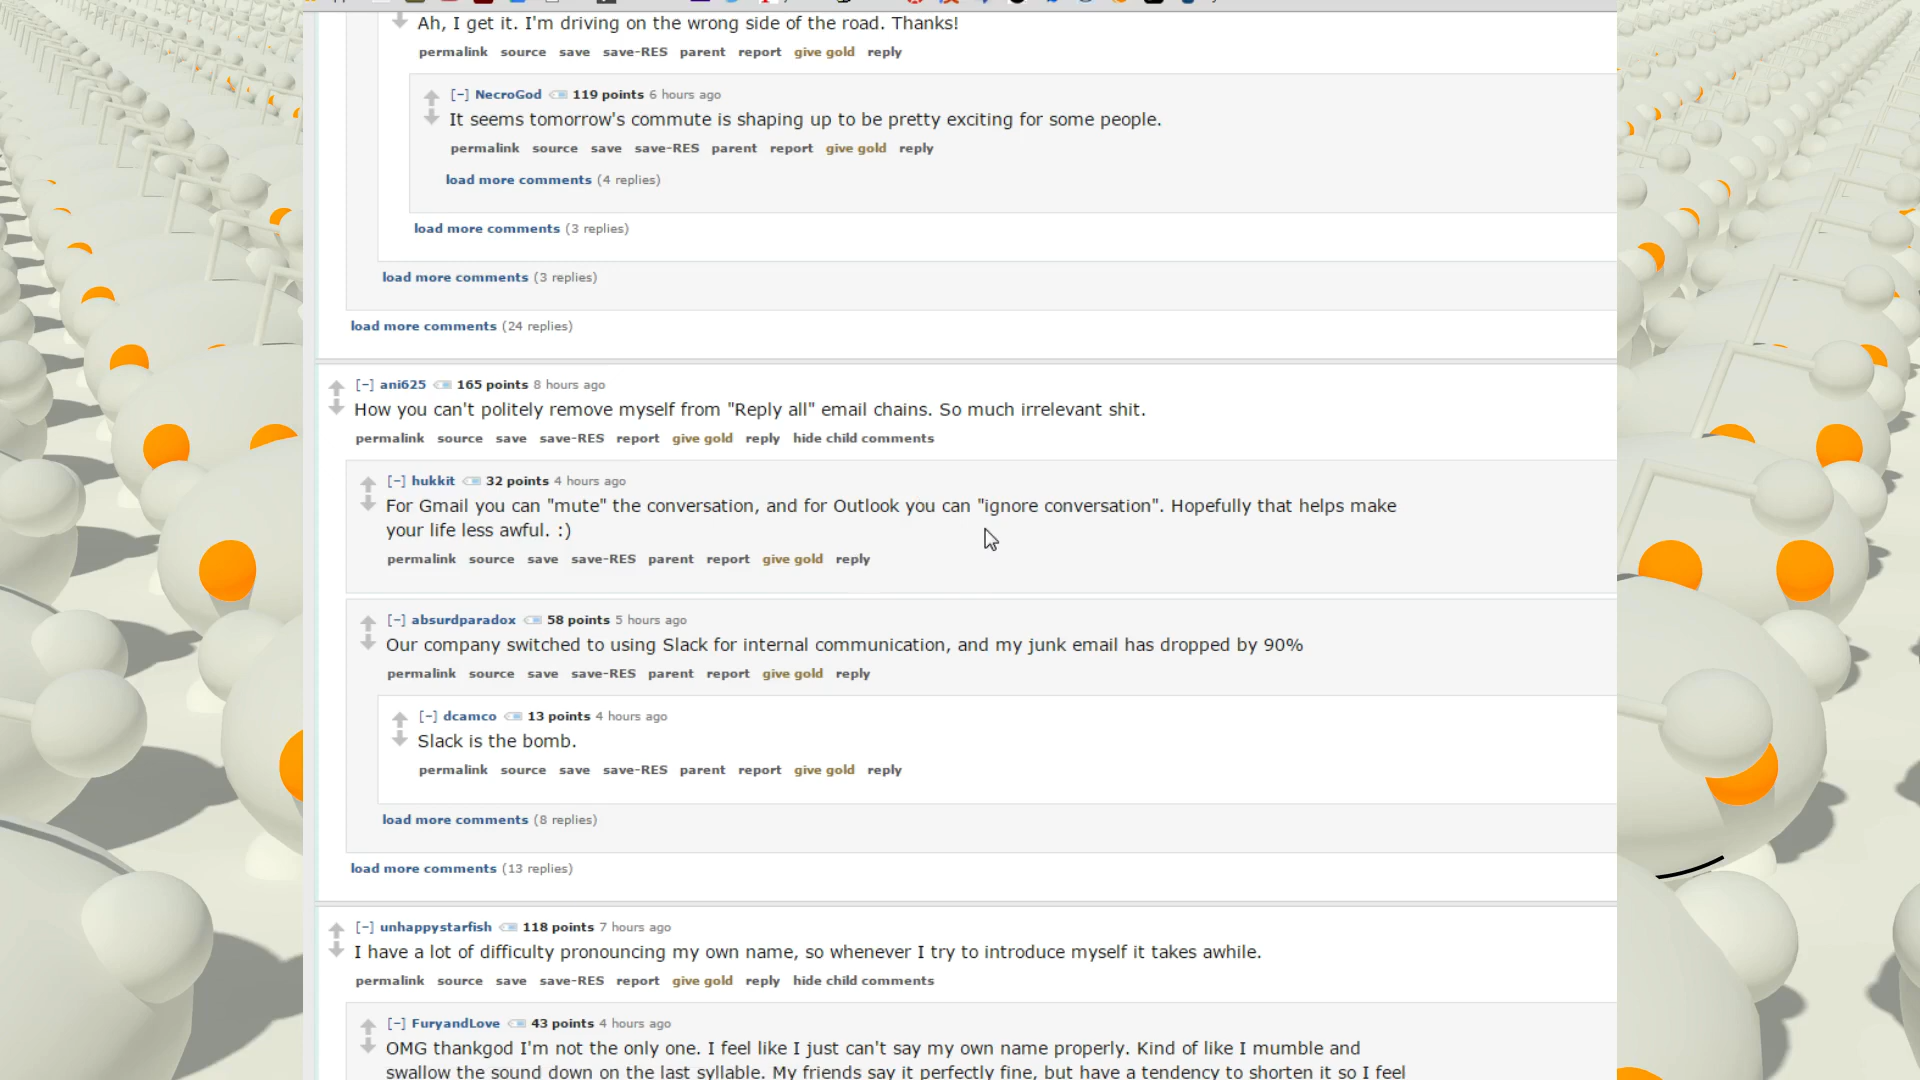 Ah, I get it. I'm driving on the wrong side of the road. Thanks!
permalink source save save-RES parent report give gold reply
[–] NecroGod 119 points 6 hours ago
It seems tomorrow's commute is shaping up to be pretty exciting for some people.
permalink source save save-RES parent report give gold reply
load more comments (4 replies)
load more comments (3 replies)
load more comments (3 replies)
load more comments (24 replies)
[–] ani625 165 points 8 hours ago
How you can't politely remove myself from "Reply all" email chains. So much irrelevant shit.
permalink source save save-RES report give gold reply hide child comments
[–] hukkit 32 points 4 hours ago
For Gmail you can "mute" the conversation, and for Outlook you can "ignore conversation". Hopefully that helps make
your life less awful. :)
permalink source save save-RES parent report give gold reply
[–] absurdparadox 58 points 5 hours ago
Our company switched to using Slack for internal communication, and my junk email has dropped by 90%
permalink source save save-RES parent report give gold reply
[–] dcamco 13 points 4 hours ago
Slack is the bomb.
permalink source save save-RES parent report give gold reply
load more comments (8 replies)
load more comments (13 replies)
[–] unhappystarfish 118 points 7 hours ago
I have a lot of difficulty pronouncing my own name, so whenever I try to introduce myself it takes awhile.
permalink source save save-RES report give gold reply hide child comments
[–] FuryandLove 43 points 4 hours ago
OMG thankgod I'm not the only one. I feel like I just can't say my own name properly. Kind of like I mumble and
swallow the sound down on the last syllable. My friends say it perfectly fine, but have a tendency to shorten it so I feel